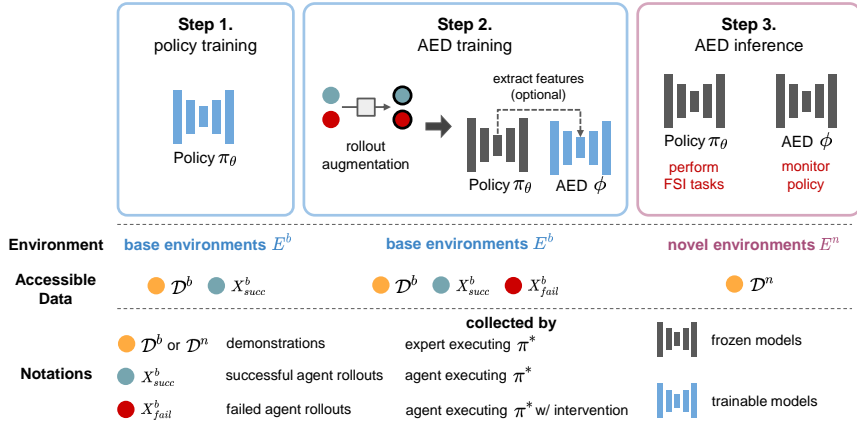 Step 1.
policy training
Policy π_θ
Step 2.
AED training
extract features
(optional)
rollout
augmentation
Policy π_θ
AED ϕ
Step 3.
AED inference
Policy π_θ
AED ϕ
perform
FSI tasks
monitor
policy
Environment
base environments E^b
base environments E^b
novel environments E^n
Accessible
Data
𝒟^b
X^b_succ
𝒟^b
X^b_succ
X^b_fail
𝒟^n
collected by
Notations
𝒟^b or 𝒟^n demonstrations expert executing π^*
X^b_succ successful agent rollouts agent executing π^*
X^b_fail failed agent rollouts agent executing π^* w/ intervention
frozen models
trainable models